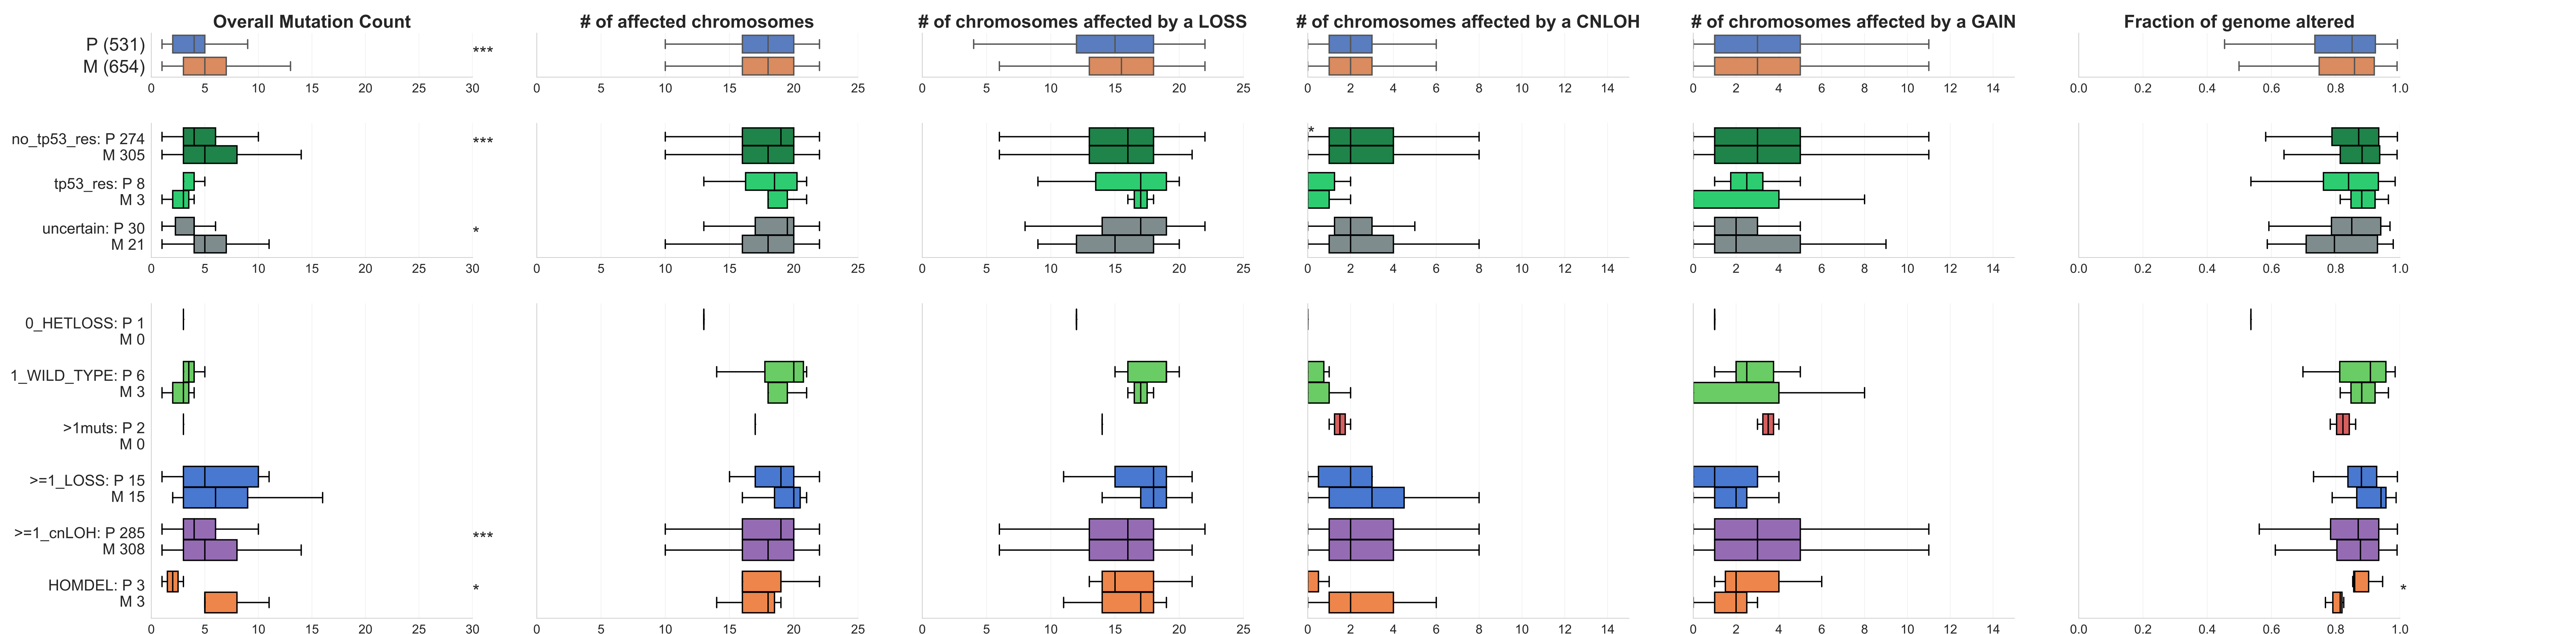 Overall Mutation Count # of affected chromosomes # of chromosomes affected by a LOSS # of chromosomes affected by a CNLOH # of chromosomes affected by a GAIN Fraction of genome altered
P (531) ***
M (654)
0 5 10 15 20 25 30 0 5 10 15 20 25 0 5 10 15 20 25 0 2 4 6 8 10 12 14 0 2 4 6 8 10 12 14 0.0 0.2 0.4 0.6 0.8 1.0
no_tp53_res: P 274 *** *
M 305
tp53_res: P 8
M 3
uncertain: P 30 *
M 21
0 5 10 15 20 25 30 0 5 10 15 20 25 0 5 10 15 20 25 0 2 4 6 8 10 12 14 0 2 4 6 8 10 12 14 0.0 0.2 0.4 0.6 0.8 1.0
0_HETLOSS: P 1
M 0
1_WILD_TYPE: P 6
M 3
>1muts: P 2
M 0
>=1_LOSS: P 15
M 15
>=1_cnLOH: P 285 ***
M 308
HOMDEL: P 3 * *
M 3
0 5 10 15 20 25 30 0 5 10 15 20 25 0 5 10 15 20 25 0 2 4 6 8 10 12 14 0 2 4 6 8 10 12 14 0.0 0.2 0.4 0.6 0.8 1.0